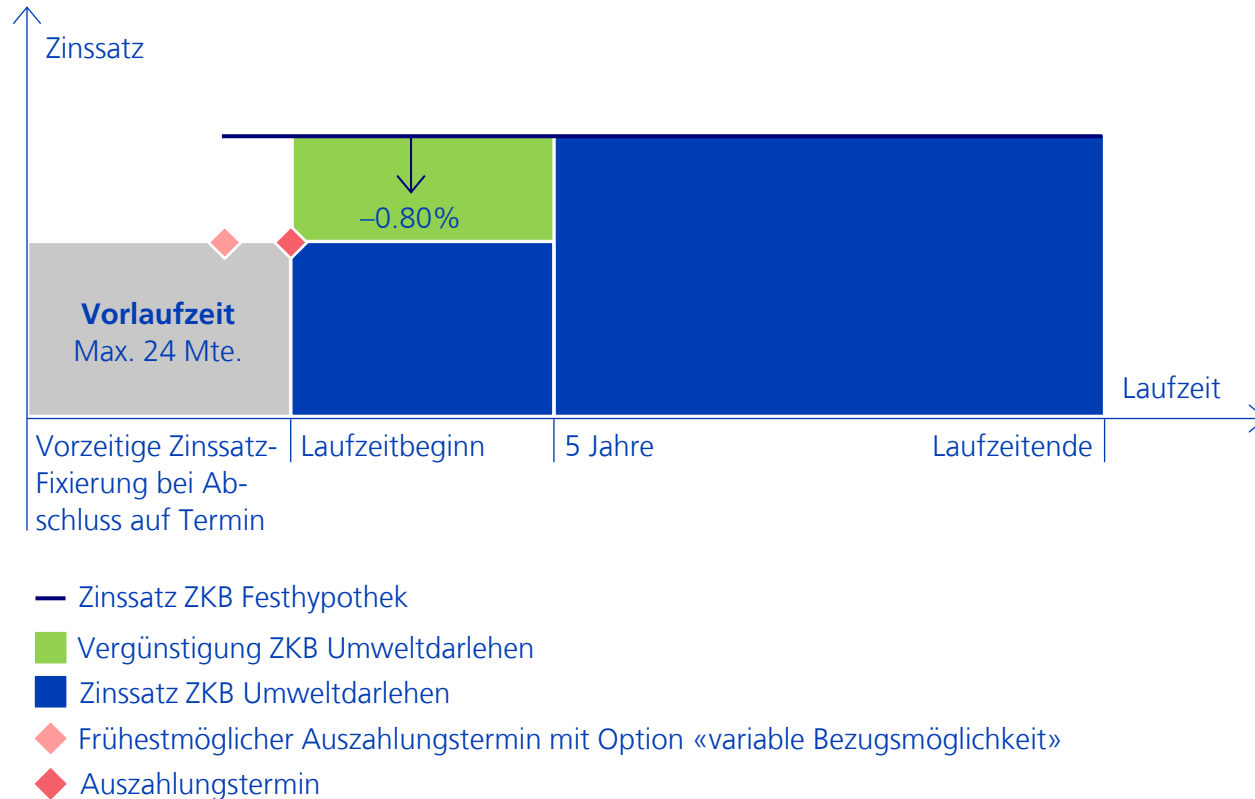 Zinssatz
–0.80%
Vorlaufzeit
Max. 24 Mte.
Laufzeit
Vorzeitige Zinssatz-
Fixierung bei Ab-
schluss auf Termin
Laufzeitbeginn
5 Jahre
Laufzeitende
Zinssatz ZKB Festhypothek
Vergünstigung ZKB Umweltdarlehen
Zinssatz ZKB Umweltdarlehen
Frühestmöglicher Auszahlungstermin mit Option «variable Bezugsmöglichkeit»
Auszahlungstermin